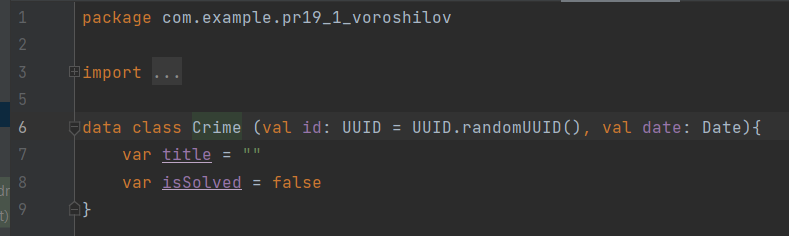 1 package com.example.pr19_1_voroshilov
2
3 import ...
5
6 data class Crime (val id: UUID = UUID.randomUUID(), val date: Date){
7 var title = ""
8 var isSolved = false
9 }
dr
t)